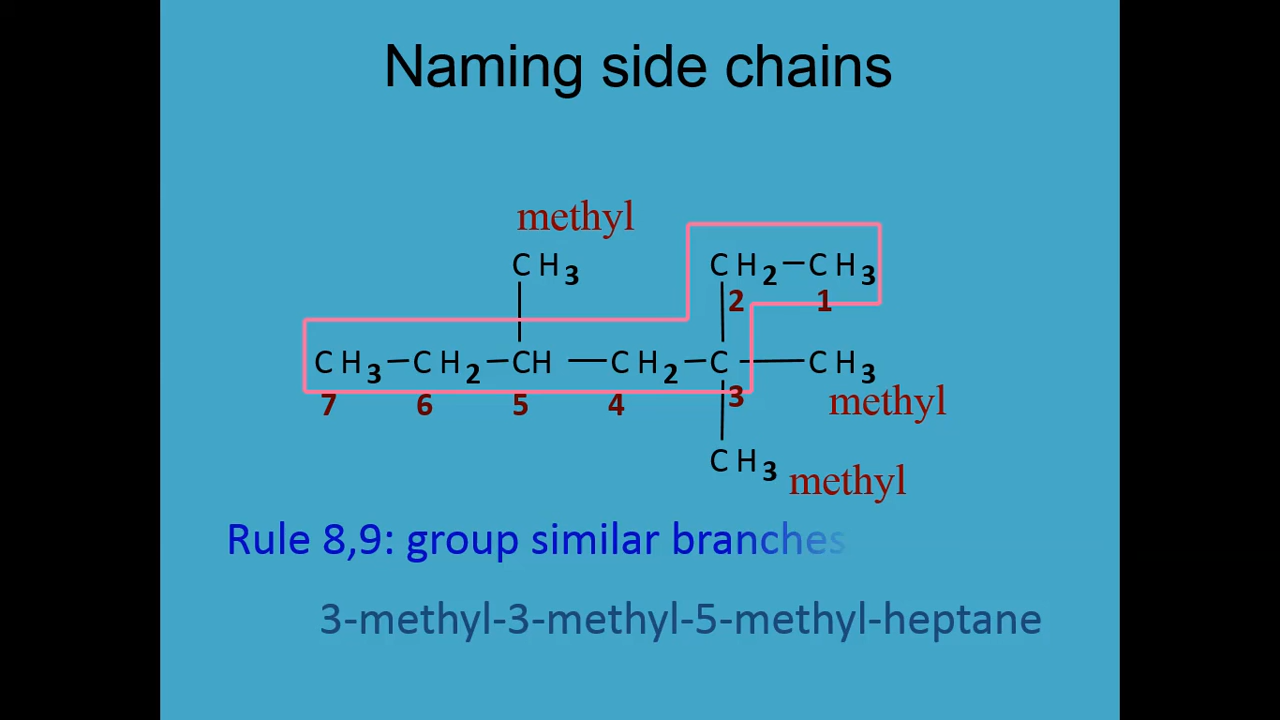 Naming side chains
methyl
CH3 CH2–CH3
2 1
CH3–CH2–CH—CH2–C—CH3
7 6 5 4 3
methyl
CH3
methyl
Rule 8,9: group similar branches
3-methyl-3-methyl-5-methyl-heptane